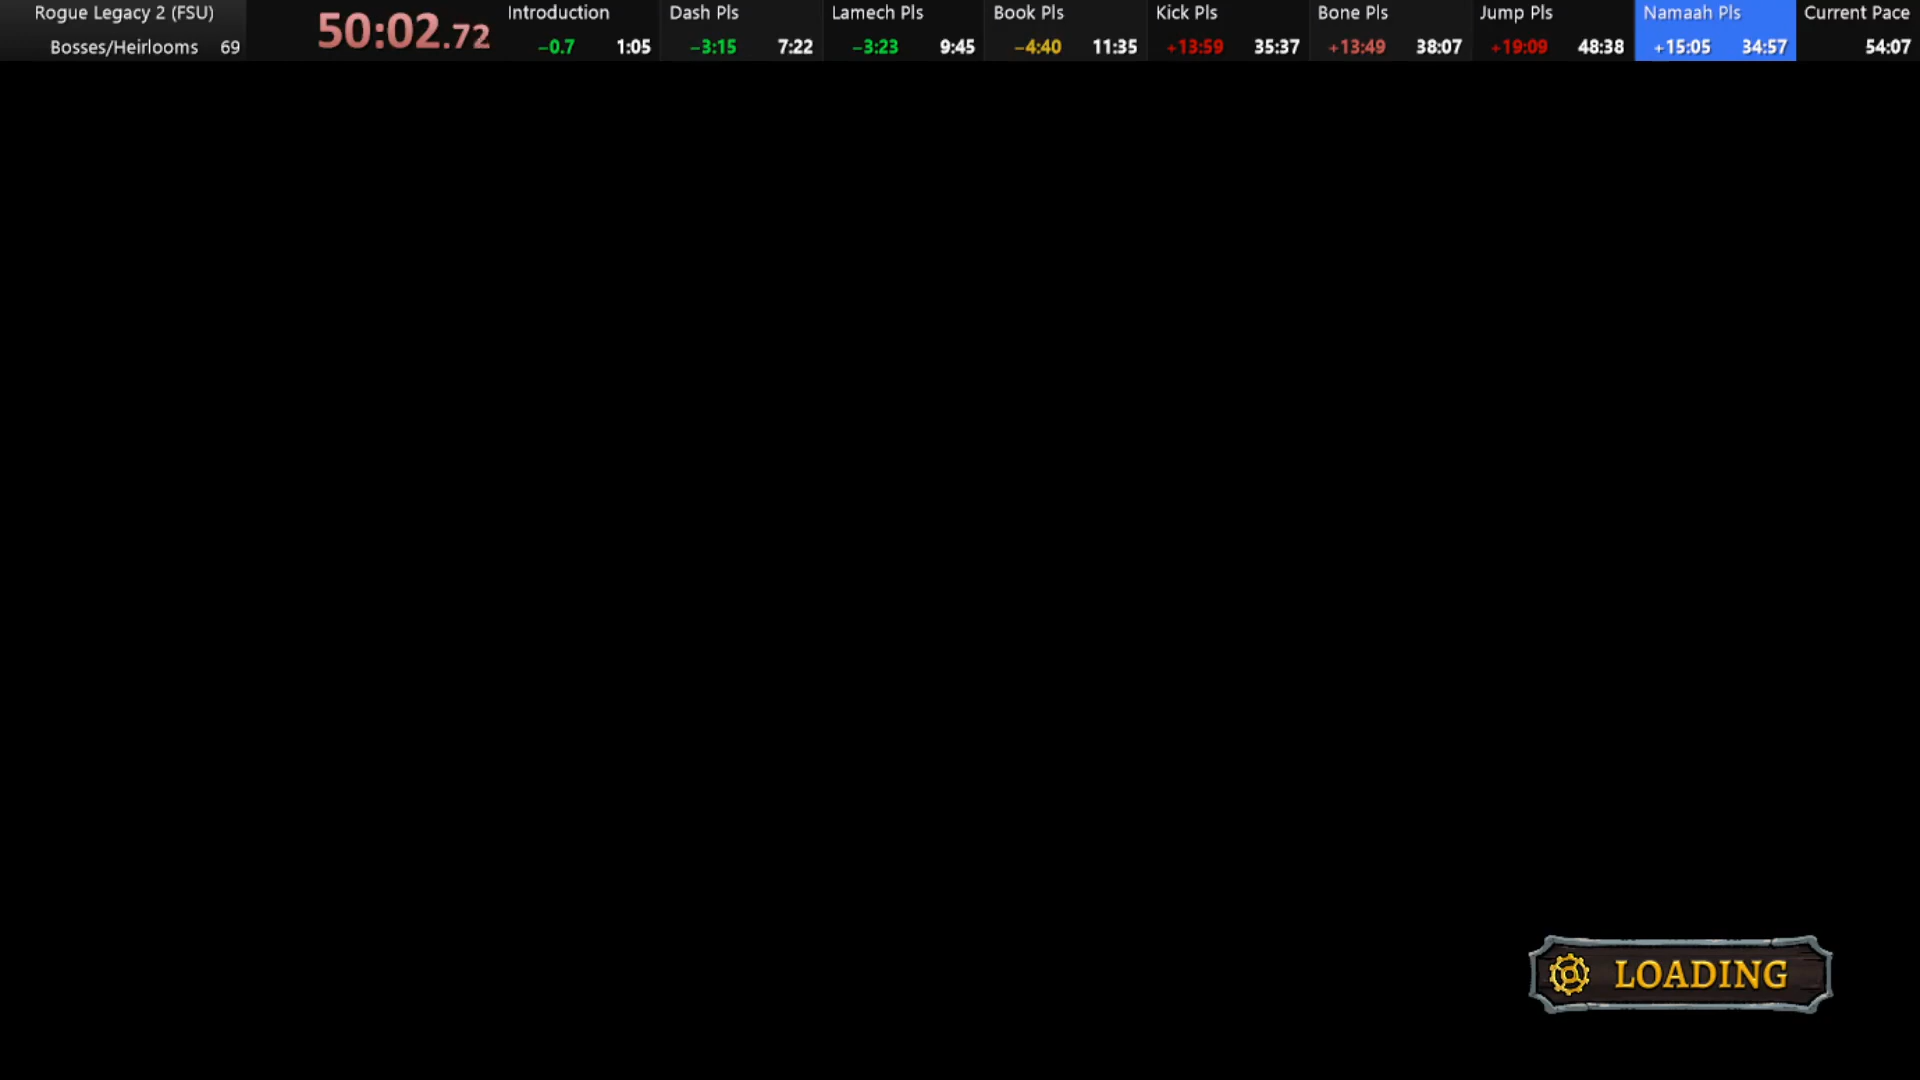 Rogue Legacy 2 (FSU)
Bosses/Heirlooms 69
50:02.72
Introduction
−0.7 1:05
Dash Pls
−3:15 7:22
Lamech Pls
−3:23 9:45
Book Pls
−4:40 11:35
Kick Pls
+13:59 35:37
Bone Pls
+13:49 38:07
Jump Pls
+19:09 48:38
Namaah Pls
+15:05 34:57
Current Pace
54:07
LOADING